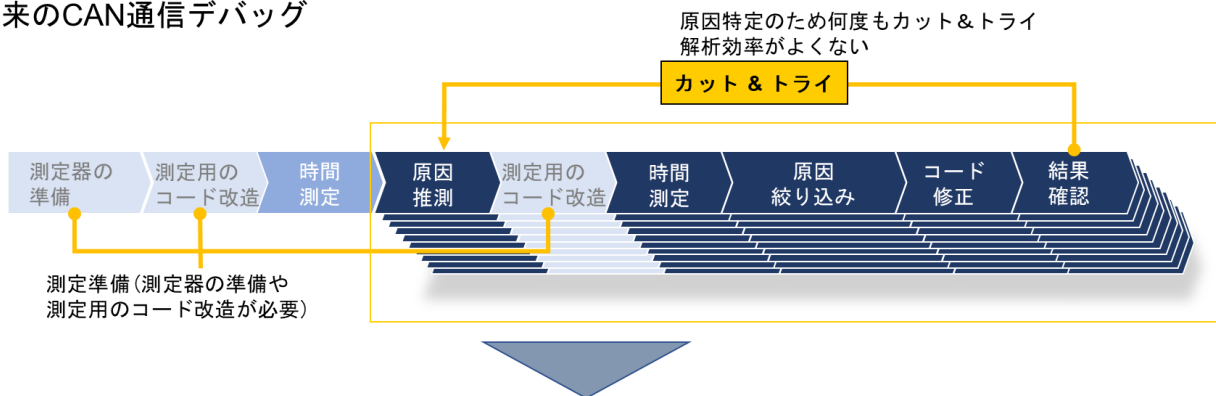 来のCAN通信デバッグ
原因特定のため何度もカット＆トライ
解析効率がよくない
カット & トライ
測定器の
準備
測定用の
コード改造
時間
測定
原因
推測
測定用の
コード改造
時間
測定
原因
絞り込み
コード
修正
結果
確認
測定準備(測定器の準備や
測定用のコード改造が必要)